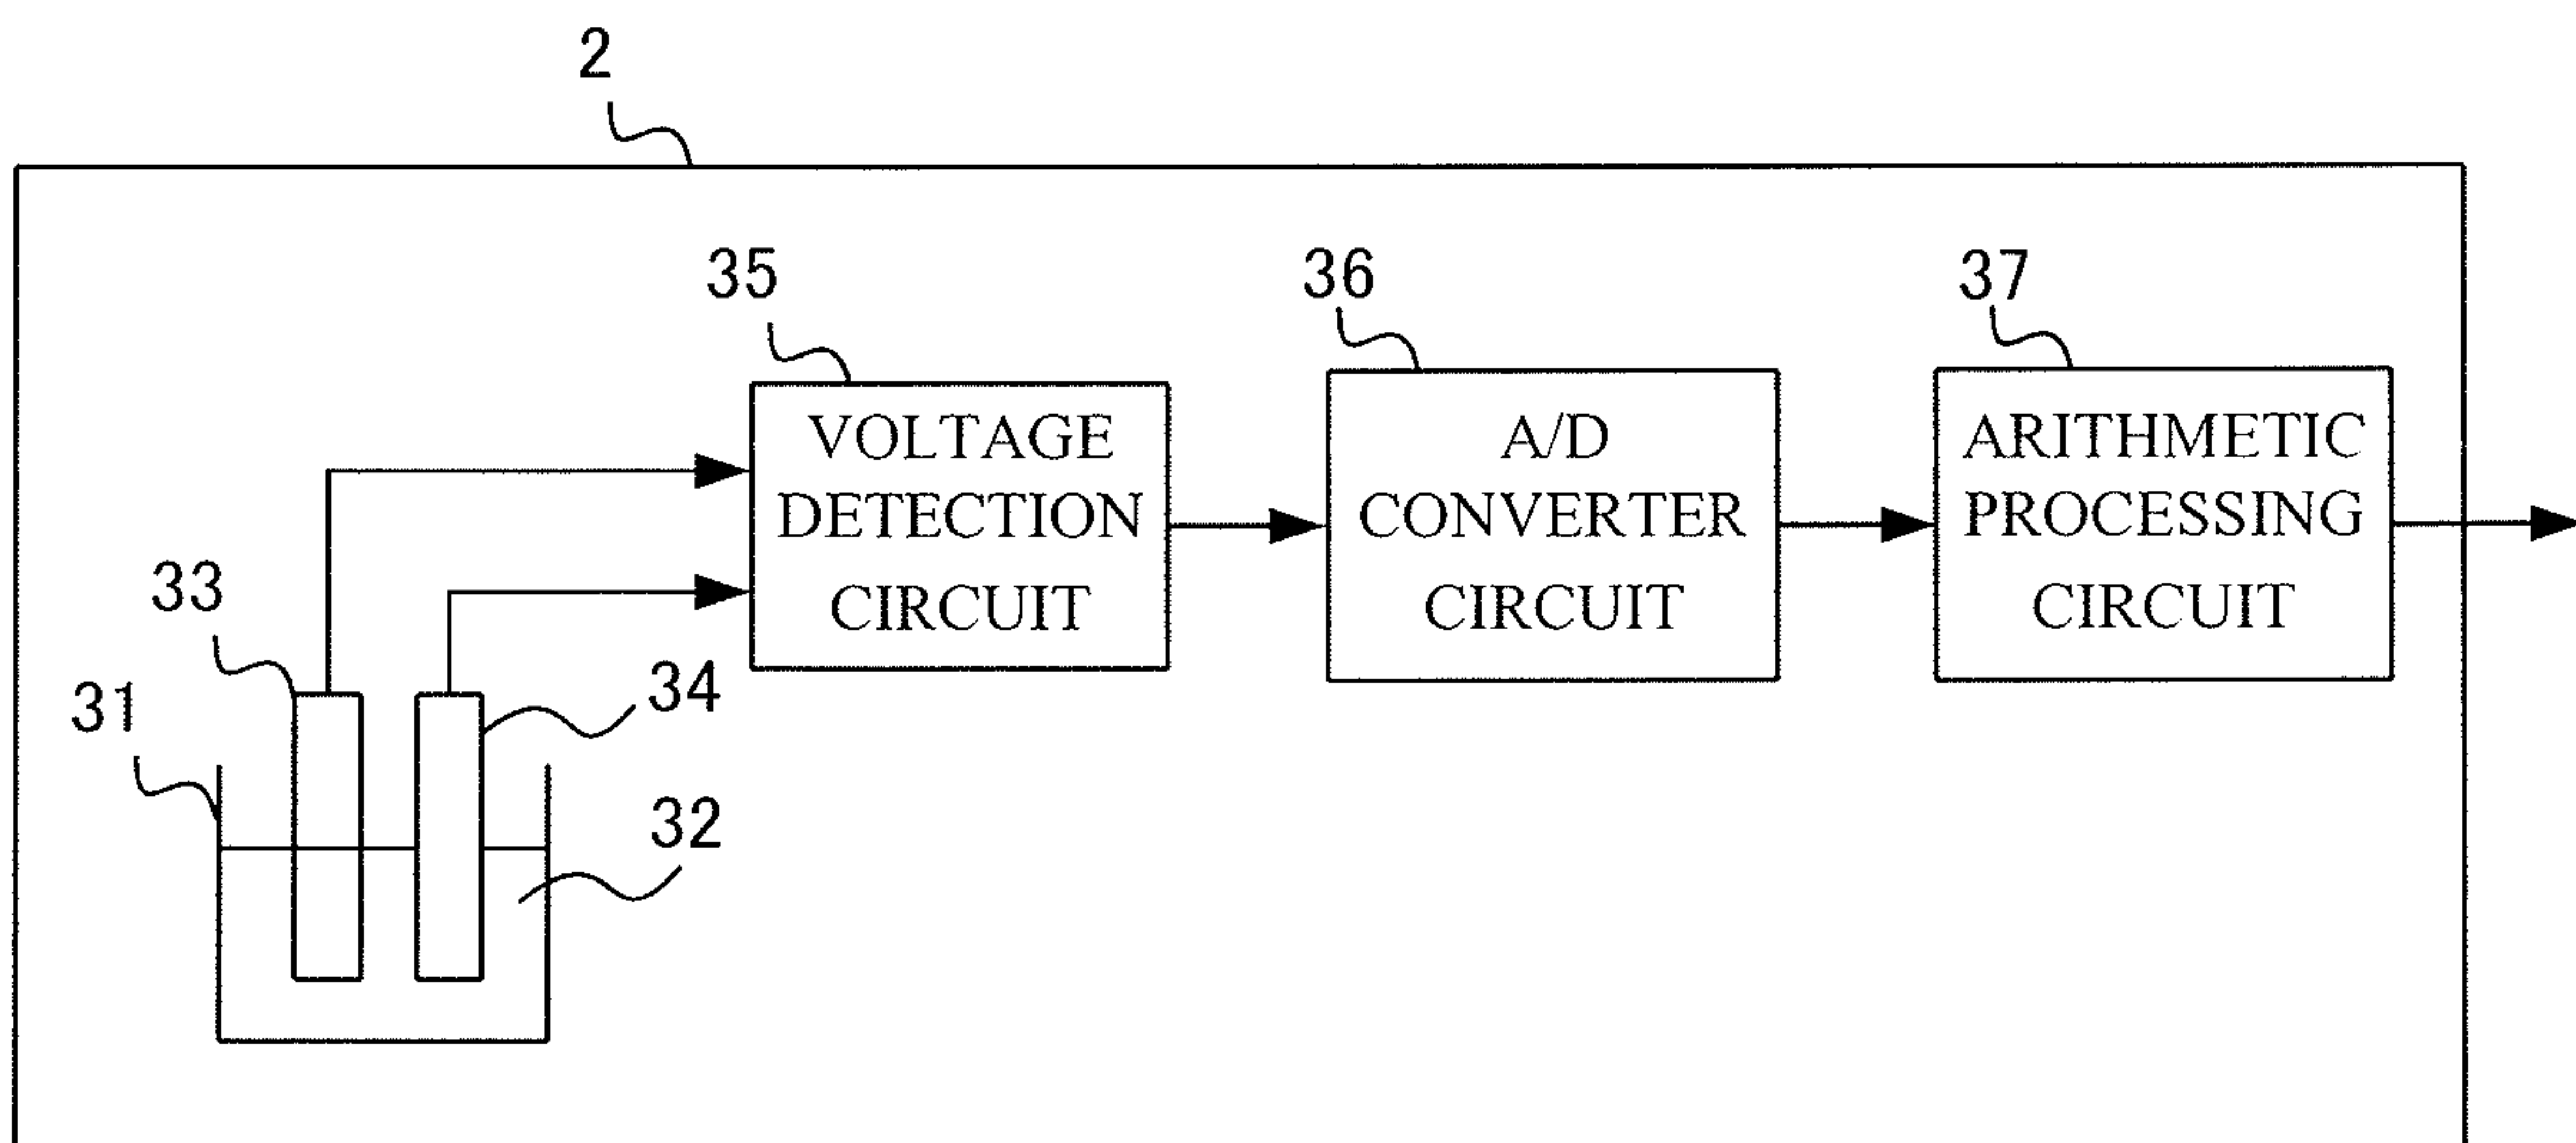 2
35
36
37
VOLTAGE
DETECTION
CIRCUIT
A/D
CONVERTER
CIRCUIT
ARITHMETIC
PROCESSING
CIRCUIT
33
34
31
32